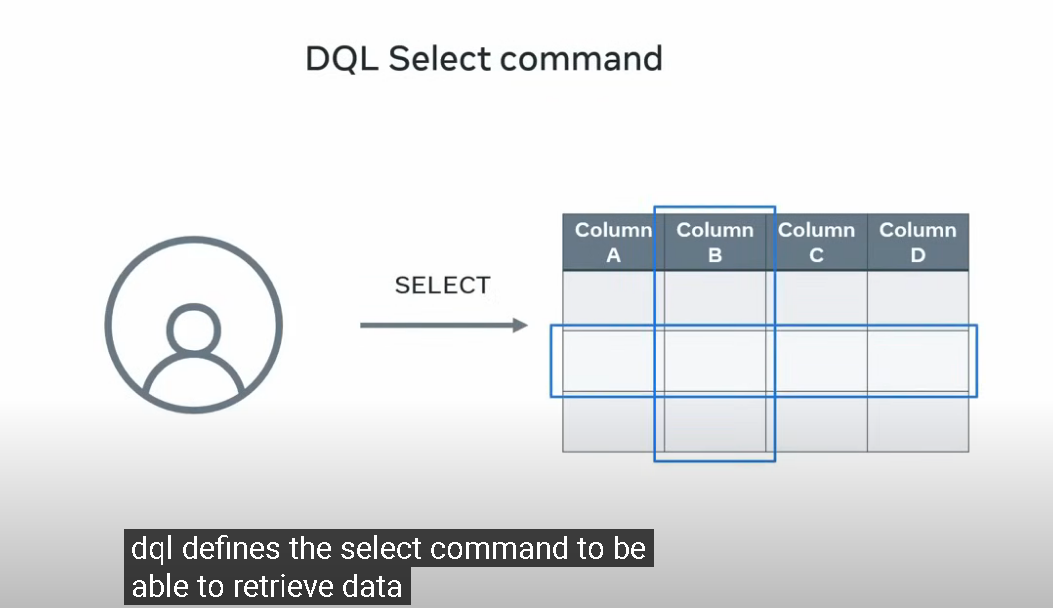 DQL Select command
SELECT
Column A
Column B
Column C
Column D
dql defines the select command to be
able to retrieve data